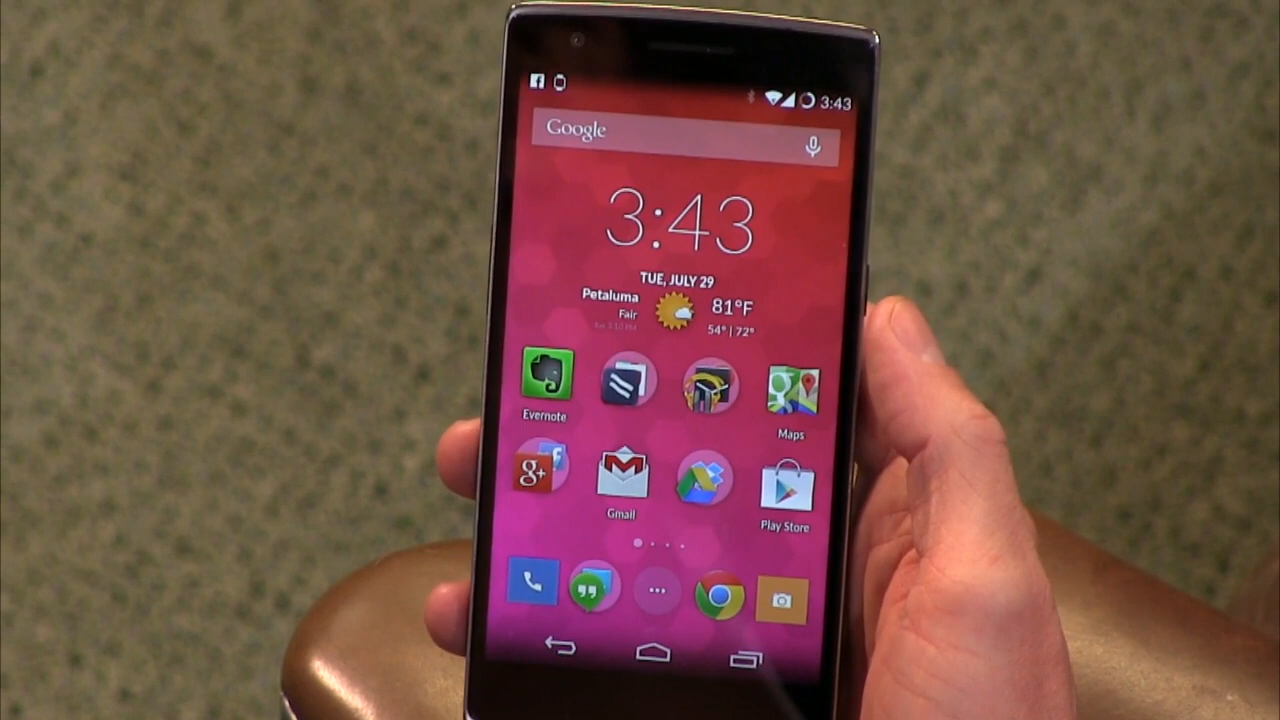 3:43
Google
3:43
TUE, JULY 29
Petaluma
Fair
81°F
54° | 72°
Evernote
Maps
g+
f
Gmail
Play Store